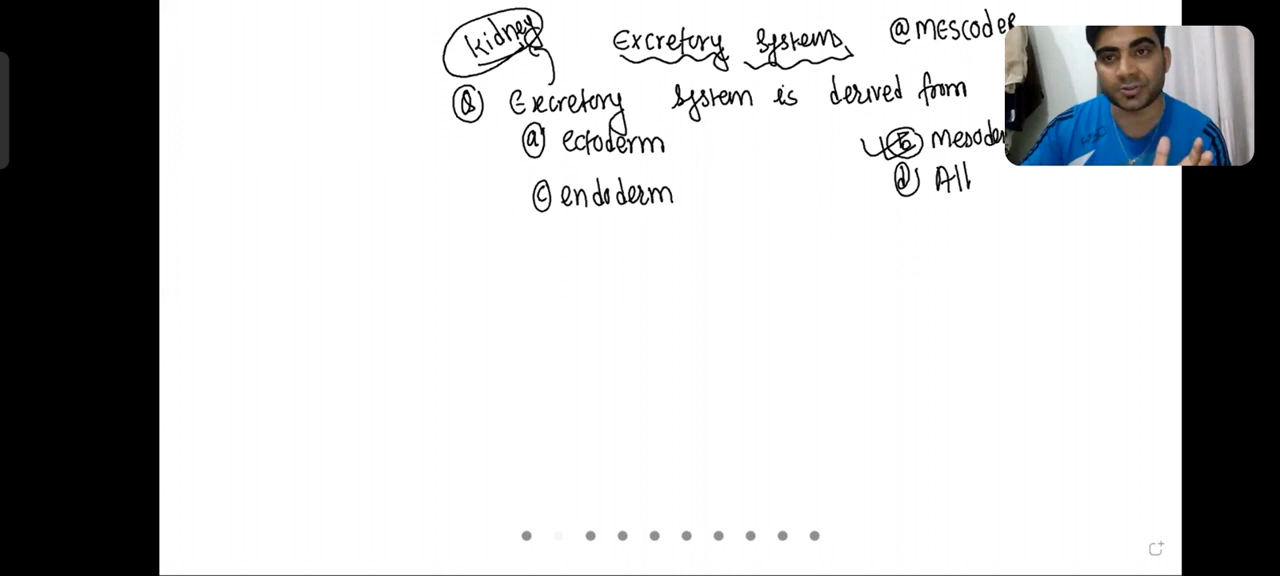 kidney
Excretory System @MEScodeR
Q Excretory System is derived from
a ectoderm b mesoder
c endoderm d All